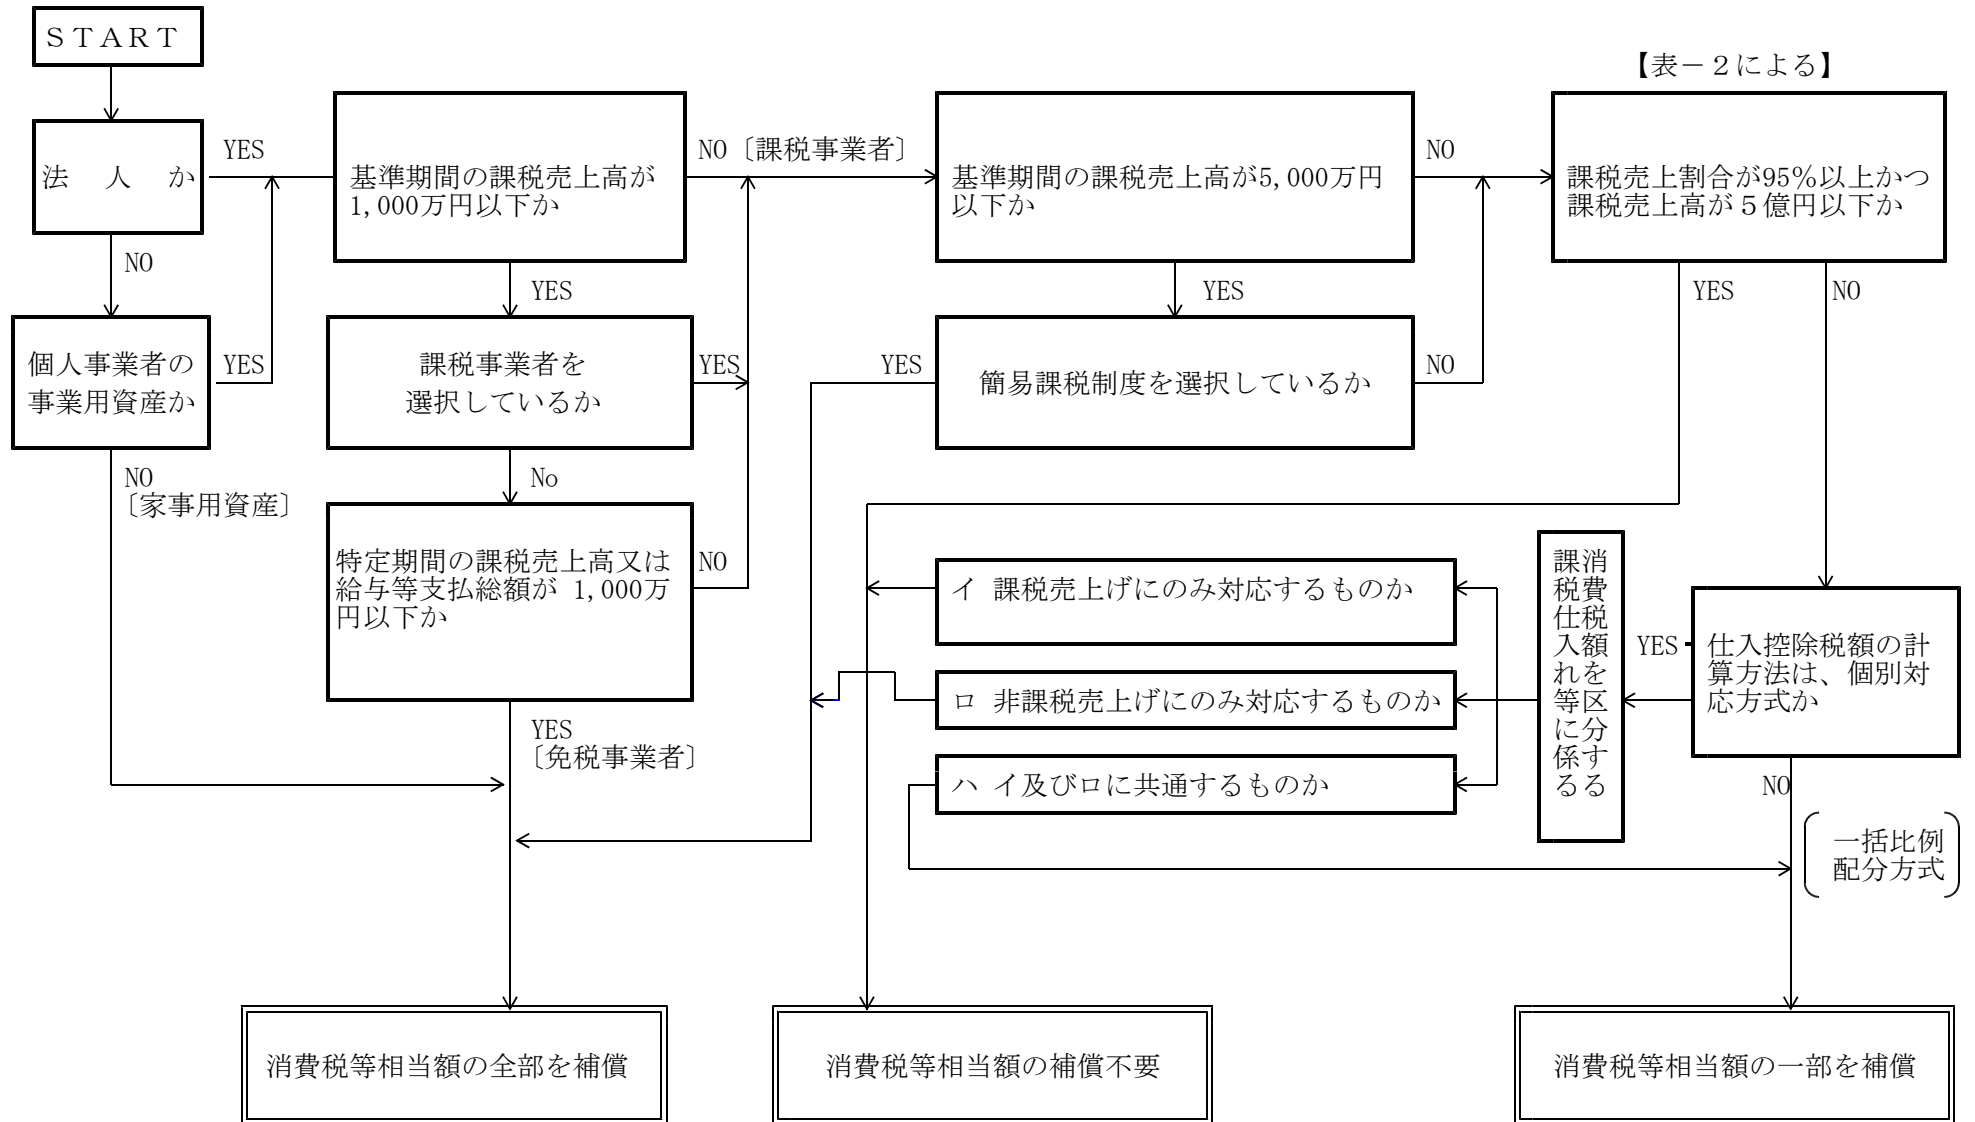 ＳＴＡＲＴ
法　人　か
YES
NO
個人事業者の
事業用資産か
YES
NO
〔家事用資産〕
基準期間の課税売上高が
1,000万円以下か
NO〔課税事業者〕
YES
課税事業者を
選択しているか
YES
No
特定期間の課税売上高又は
給与等支払総額が 1,000万
円以下か
NO
YES
〔免税事業者〕
基準期間の課税売上高が5,000万円
以下か
NO
YES
簡易課税制度を選択しているか
YES
NO
【表－２による】
課税売上割合が95％以上かつ
課税売上高が５億円以下か
YES
NO
仕入控除税額の計
算方法は、個別対
応方式か
YES
NO
一括比例
配分方式
消費税額を区分する
課税仕入れ等に係る
イ 課税売上げにのみ対応するものか
ロ 非課税売上げにのみ対応するものか
ハ イ及びロに共通するものか
消費税等相当額の全部を補償
消費税等相当額の補償不要
消費税等相当額の一部を補償